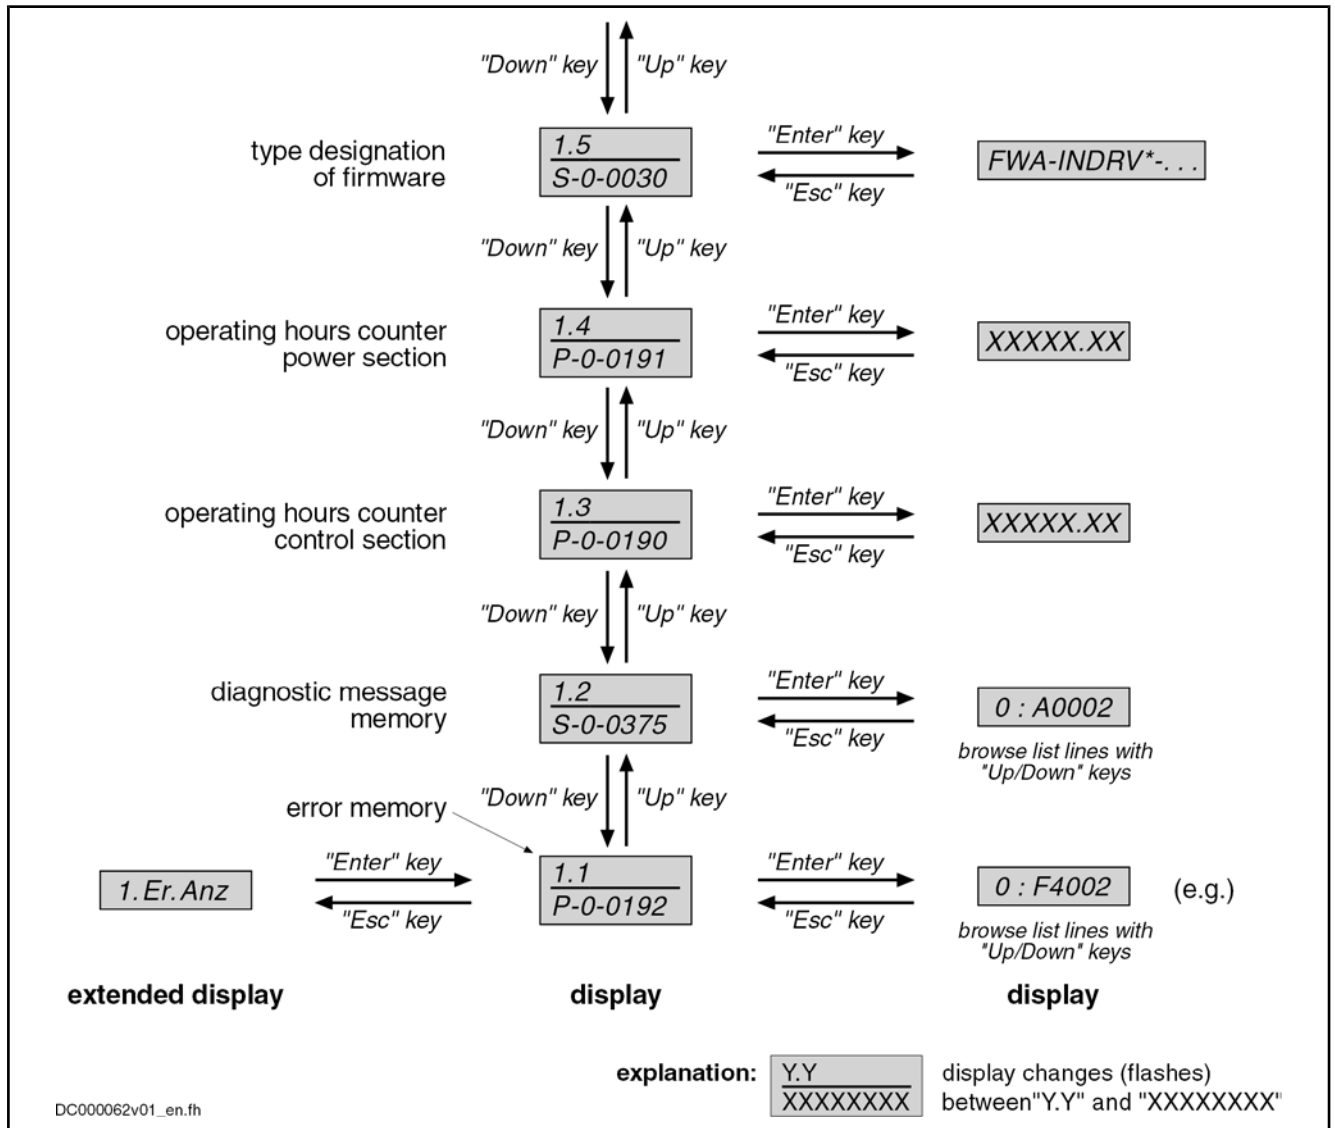 "Down" key "Up" key
type designation
of firmware
1.5
S-0-0030
"Enter" key
"Esc" key
FWA-INDRV*-...
"Down" key "Up" key
operating hours counter
power section
1.4
P-0-0191
"Enter" key
"Esc" key
XXXXX.XX
"Down" key "Up" key
operating hours counter
control section
1.3
P-0-0190
"Enter" key
"Esc" key
XXXXX.XX
"Down" key "Up" key
diagnostic message
memory
1.2
S-0-0375
"Enter" key
"Esc" key
0 : A0002
browse list lines with
"Up/Down" keys
"Down" key "Up" key
error memory
1.Er.Anz
"Enter" key
"Esc" key
1.1
P-0-0192
"Enter" key
"Esc" key
0 : F4002
(e.g.)
browse list lines with
"Up/Down" keys
extended display
display
display
explanation:
Y.Y
XXXXXXXX
display changes (flashes)
between"Y.Y" and "XXXXXXXX"
DC000062v01_en.fh